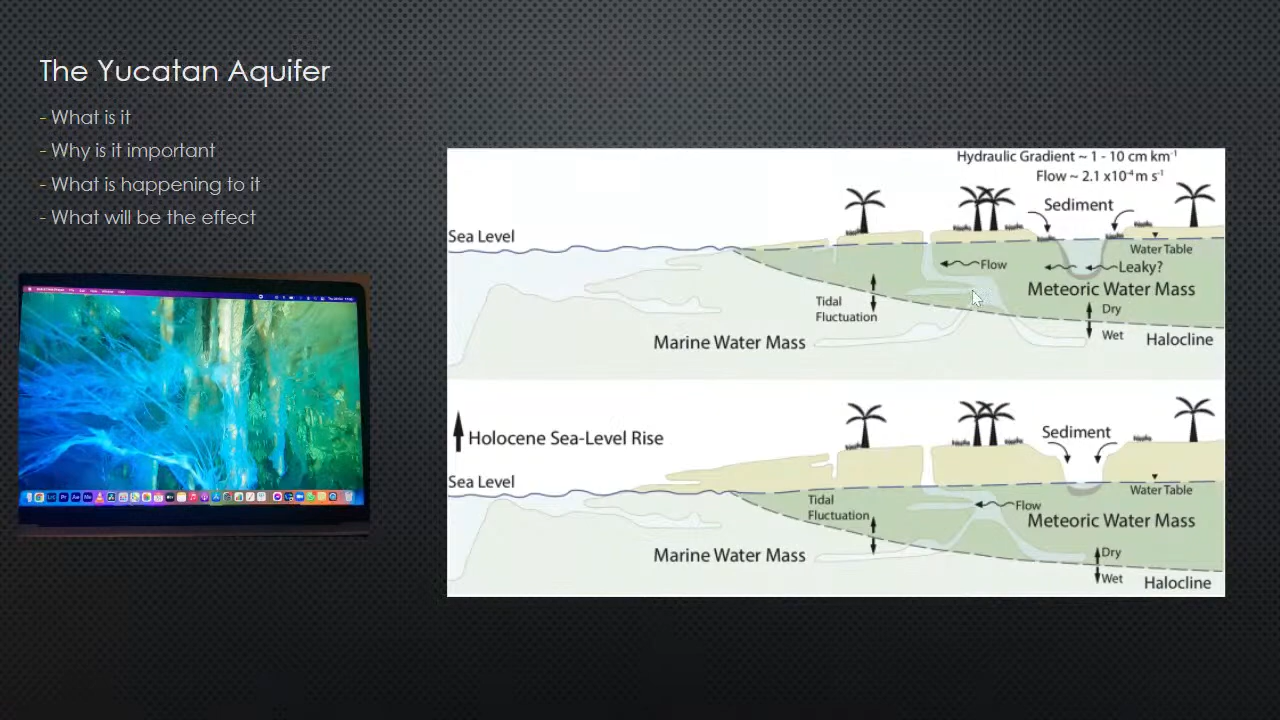 The Yucatan Aquifer
- What is it
- Why is it important
- What is happening to it
- What will be the effect
Hydraulic Gradient ~ 1 - 10 cm km⁻¹
Flow ~ 2.1 x10⁻⁴ m s⁻¹
Sediment
Sea Level
Water Table
Flow
Leaky?
Meteoric Water Mass
Tidal
Fluctuation
Dry
Wet
Marine Water Mass
Halocline
Holocene Sea-Level Rise
Sediment
Sea Level
Water Table
Tidal
Fluctuation
Flow
Meteoric Water Mass
Marine Water Mass
Dry
Wet
Halocline